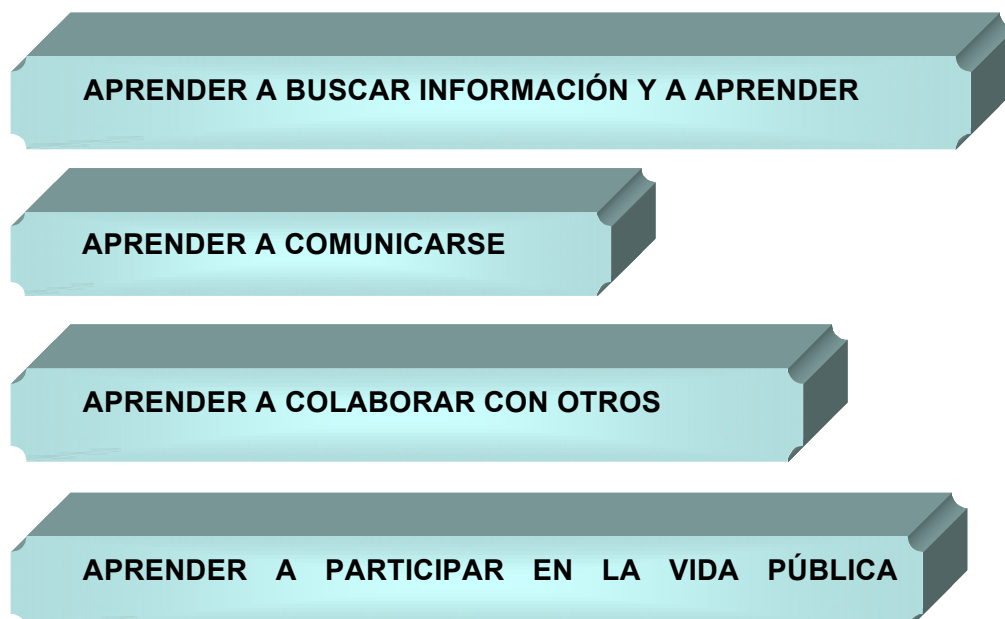 APRENDER A BUSCAR INFORMACIÓN Y A APRENDER
APRENDER A COMUNICARSE
APRENDER A COLABORAR CON OTROS
APRENDER A PARTICIPAR EN LA VIDA PÚBLICA